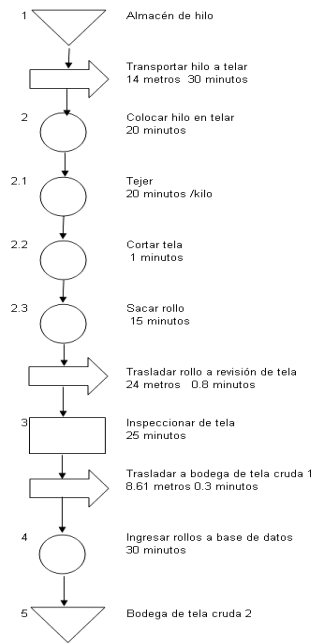 1 Almacén de hilo
Transportar hilo a telar
14 metros 30 minutos
2 Colocar hilo en telar
20 minutos
2.1 Tejer
20 minutos /kilo
2.2 Cortar tela
1 minutos
2.3 Sacar rollo
15 minutos
Trasladar rollo a revisión de tela
24 metros 0.8 minutos
3 Inspeccionar de tela
25 minutos
Trasladar a bodega de tela cruda 1
8.61 metros 0.3 minutos
4 Ingresar rollos a base de datos
30 minutos
5 Bodega de tela cruda 2